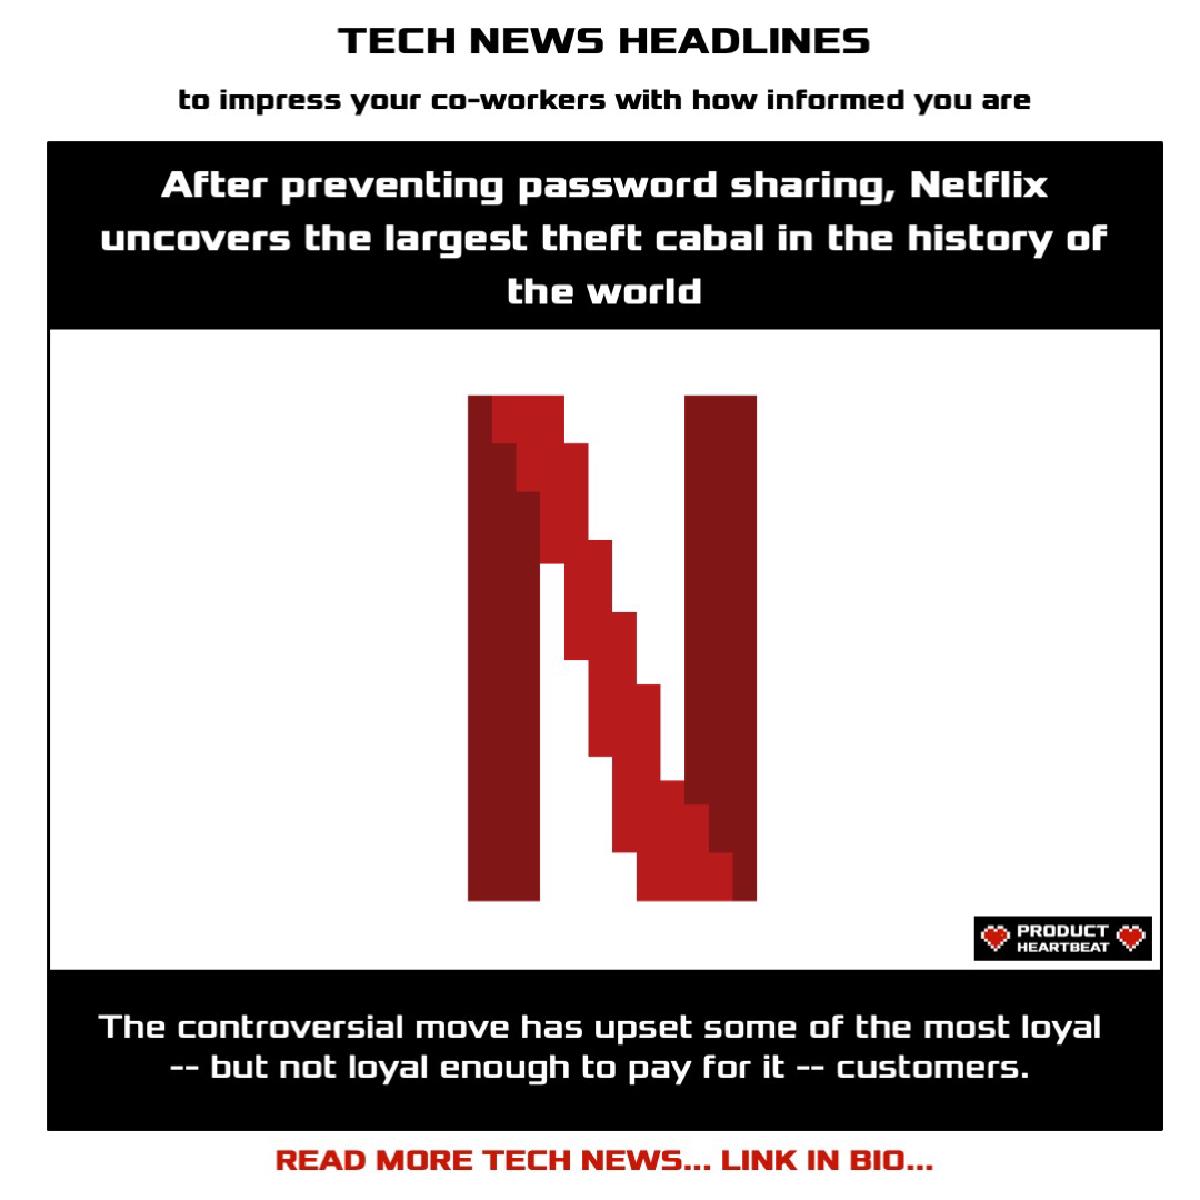 TECH NEWS HEADLINES
to impress your co-workers with how informed you are
After preventing password sharing, Netflix
uncovers the largest theft cabal in the history of
the world
N
PRODUCT
HEARTBEAT
The controversial move has upset some of the most loyal
-- but not loyal enough to pay for it -- customers.
READ MORE TECH NEWS... LINK IN BIO...